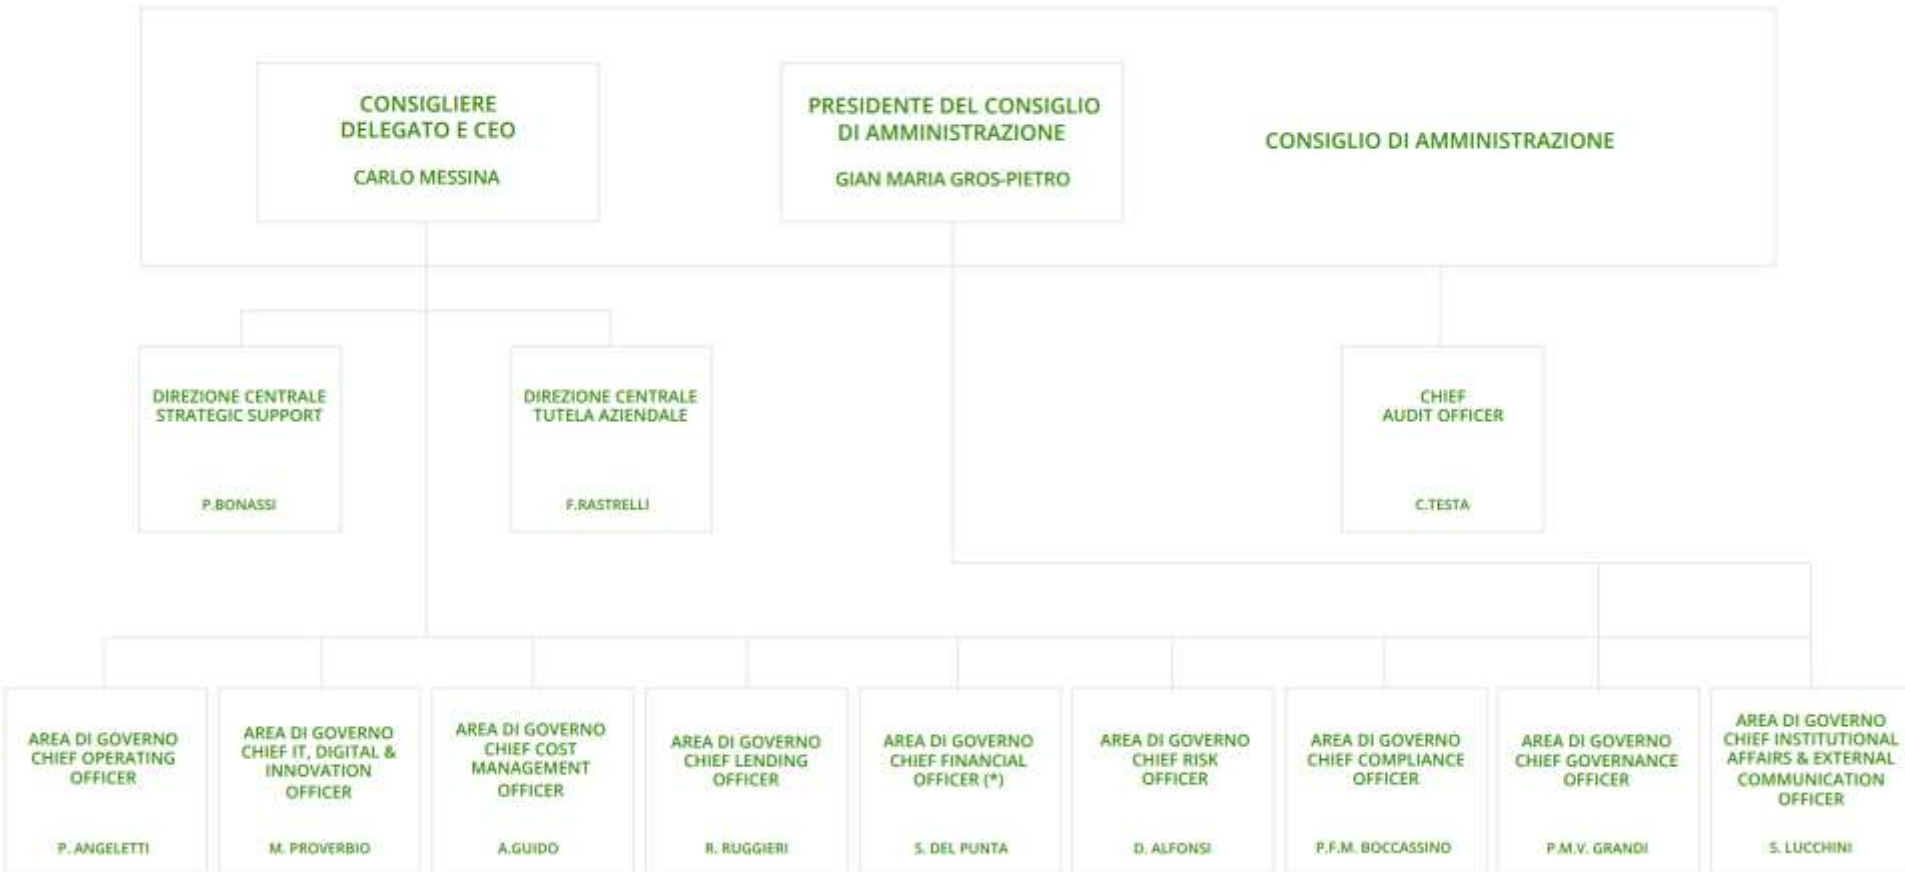 CONSIGLIERE
DELEGATO E CEO
CARLO MESSINA
PRESIDENTE DEL CONSIGLIO
DI AMMINISTRAZIONE
GIAN MARIA GROS-PIETRO
CONSIGLIO DI AMMINISTRAZIONE
DIREZIONE CENTRALE
STRATEGIC SUPPORT
P.BONASSI
DIREZIONE CENTRALE
TUTELA AZIENDALE
F.RASTRELLI
CHIEF
AUDIT OFFICER
C.TESTA
AREA DI GOVERNO
CHIEF OPERATING
OFFICER
P. ANGELETTI
AREA DI GOVERNO
CHIEF IT, DIGITAL &
INNOVATION
OFFICER
M. PROVERBIO
AREA DI GOVERNO
CHIEF COST
MANAGEMENT
OFFICER
A.GUIDO
AREA DI GOVERNO
CHIEF LENDING
OFFICER
R. RUGGIERI
AREA DI GOVERNO
CHIEF FINANCIAL
OFFICER (*)
S. DEL PUNTA
AREA DI GOVERNO
CHIEF RISK
OFFICER
D. ALFONSI
AREA DI GOVERNO
CHIEF COMPLIANCE
OFFICER
P.F.M. BOCCASSINO
AREA DI GOVERNO
CHIEF GOVERNANCE
OFFICER
P.M.V. GRANDI
AREA DI GOVERNO
CHIEF INSTITUTIONAL
AFFAIRS & EXTERNAL
COMMUNICATION
OFFICER
S. LUCCHINI